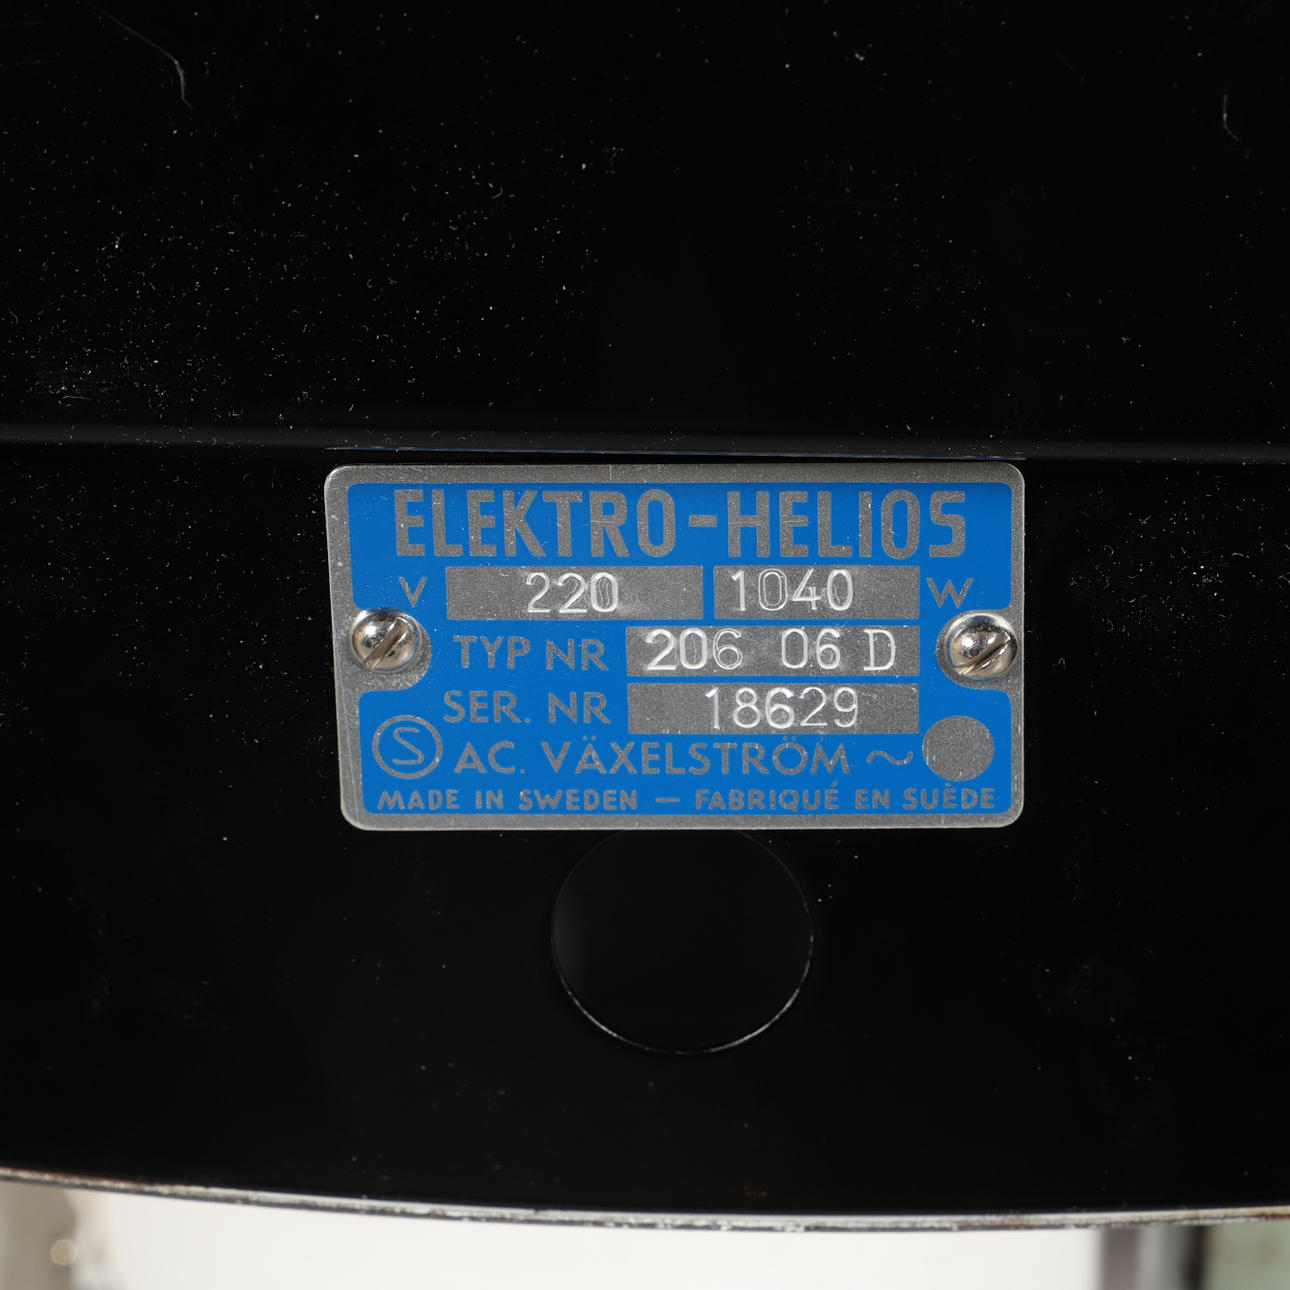 ELEKTRO-HELIOS
V 220 1040 W
TYP NR 206 06 D
SER. NR 18629
S AC. VÄXELSTRÖM ~
MADE IN SWEDEN — FABRIQUÉ EN SUÈDE